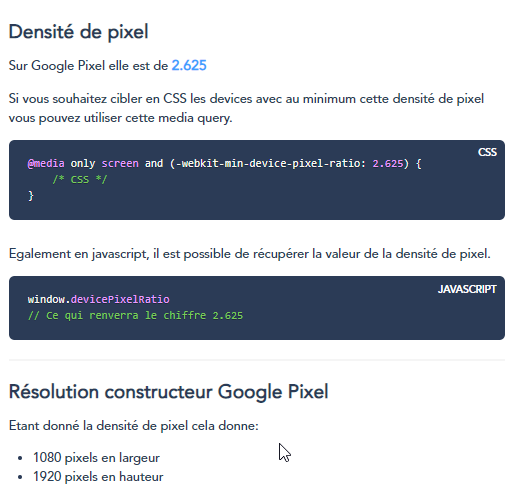 Densité de pixel
Sur Google Pixel elle est de 2.625
Si vous souhaitez cibler en CSS les devices avec au minimum cette densité de pixel
vous pouvez utiliser cette media query.
CSS
@media only screen and (-webkit-min-device-pixel-ratio: 2.625) {
    /* CSS */
}
Egalement en javascript, il est possible de récupérer la valeur de la densité de pixel.
JAVASCRIPT
window.devicePixelRatio
// Ce qui renverra le chiffre 2.625
Résolution constructeur Google Pixel
Etant donné la densité de pixel cela donne:
• 1080 pixels en largeur
• 1920 pixels en hauteur